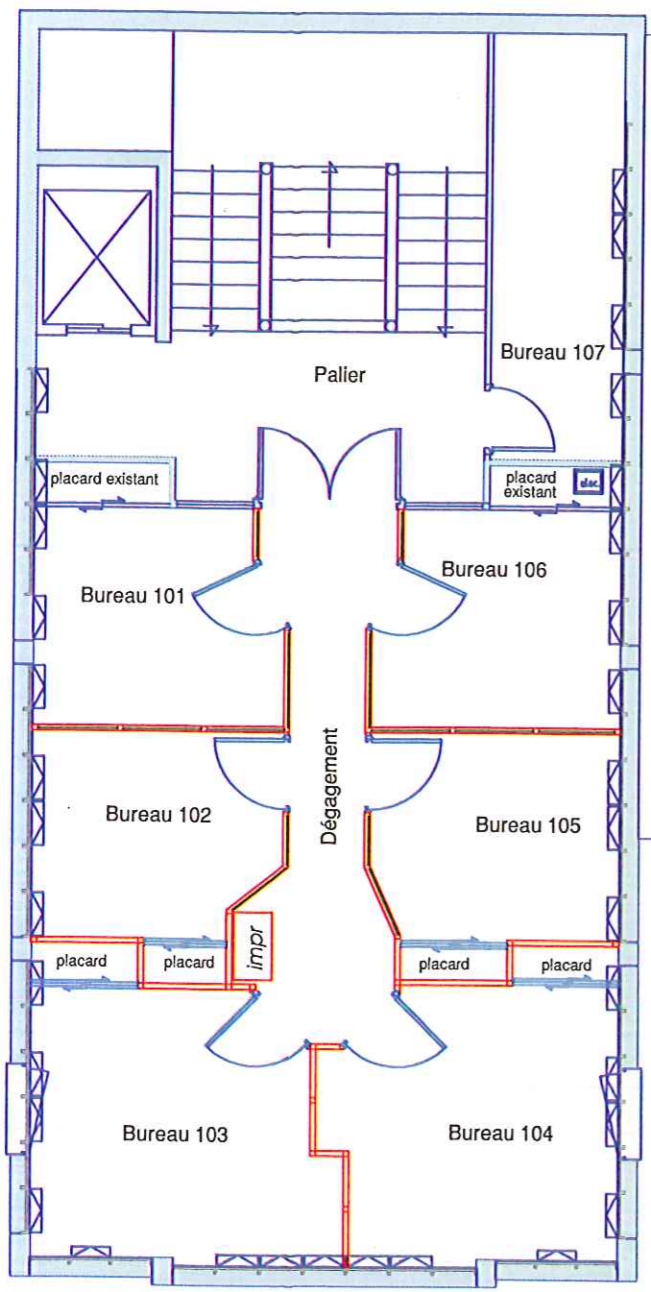 Bureau 107
Palier
placard existant
placard
existant
elec.
Bureau 101
Bureau 106
Dégagement
Bureau 102
Bureau 105
impr
placard
placard
placard
placard
Bureau 103
Bureau 104